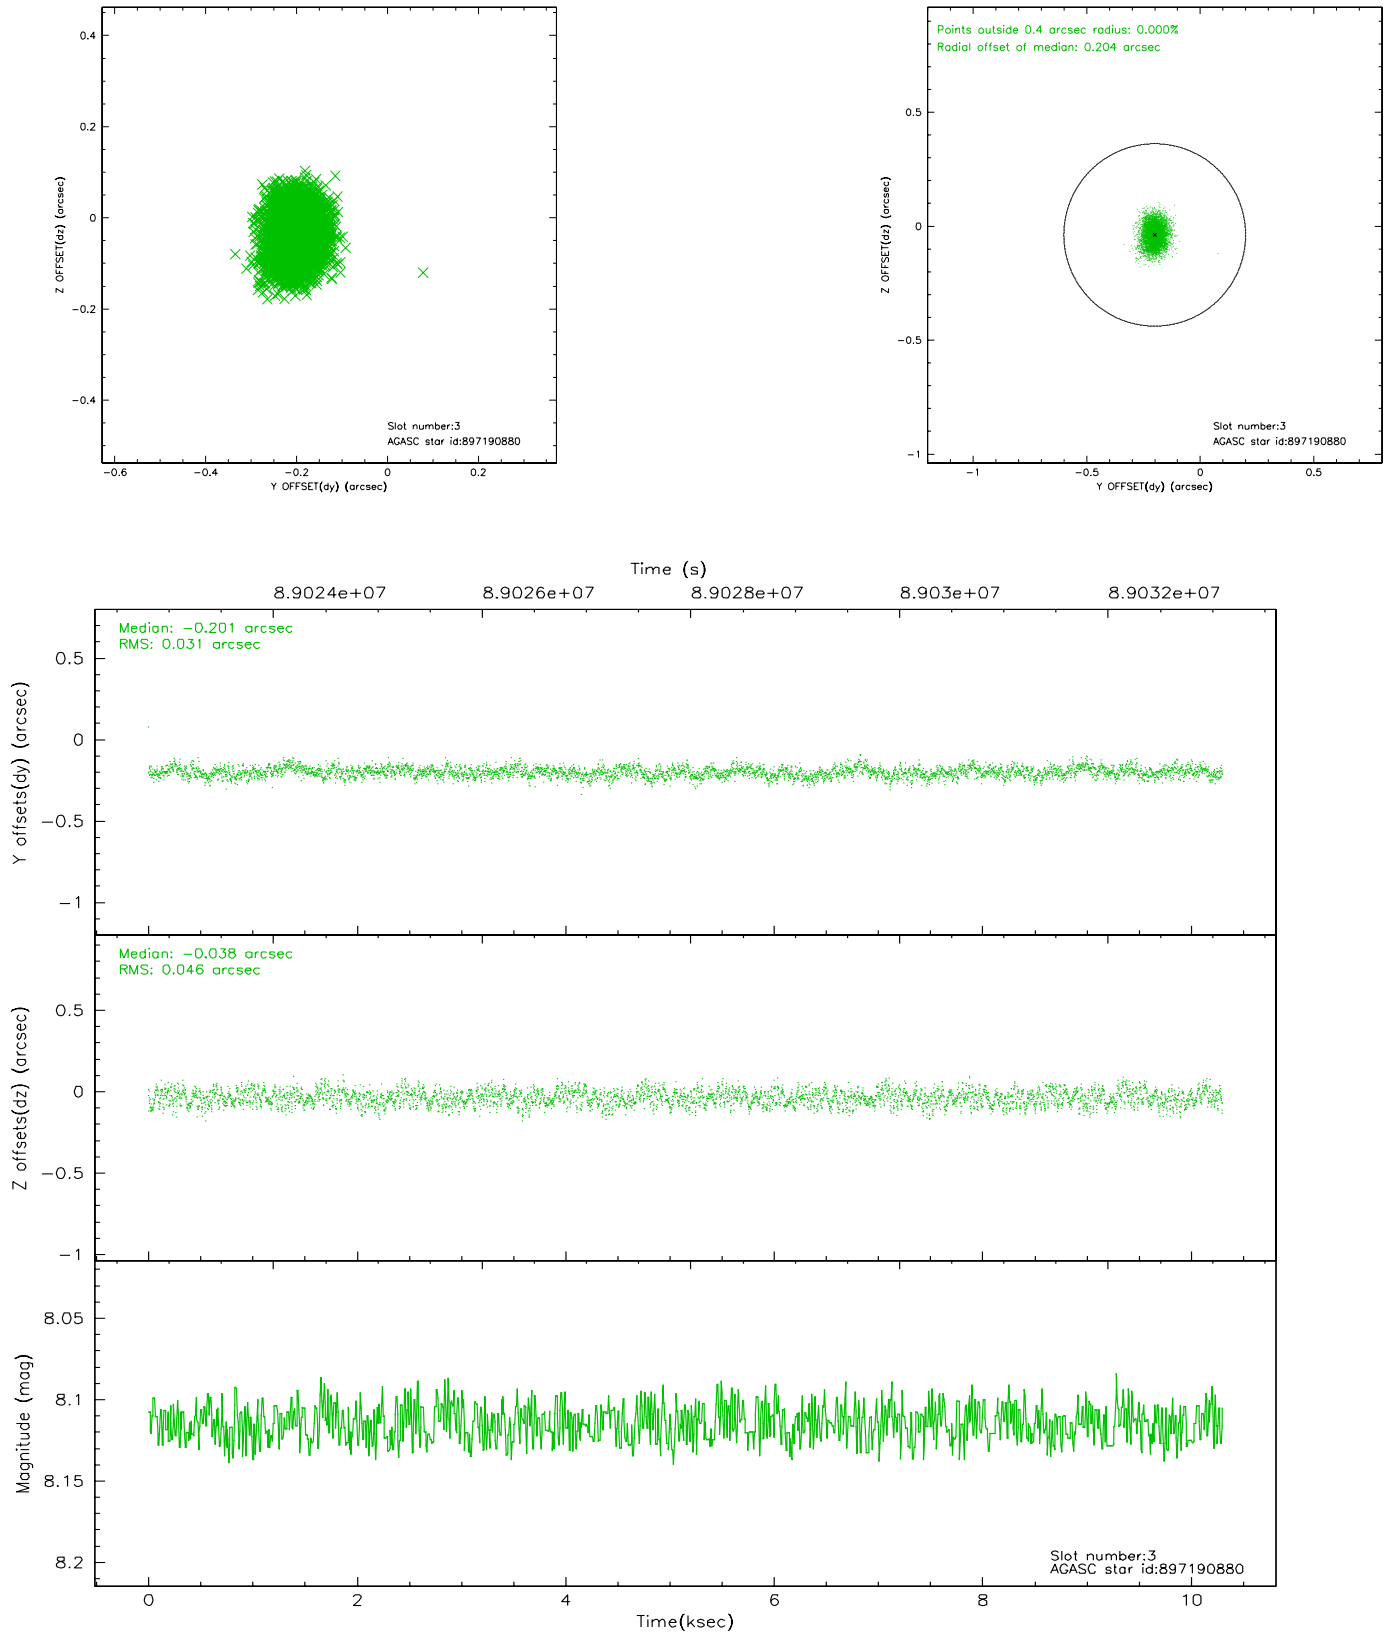 0.4
0.2
0
−0.2
−0.4
Z OFFSET(dz) (arcsec)
Slot number:3
AGASC star id:897190880
−0.6
−0.4
−0.2
0
0.2
Y OFFSET(dy) (arcsec)
Points outside 0.4 arcsec radius: 0.000%
Radial offset of median: 0.204 arcsec
0.5
0
−0.5
−1
Z OFFSET(dz) (arcsec)
Slot number:3
AGASC star id:897190880
−1
−0.5
0
0.5
Y OFFSET(dy) (arcsec)
Time (s)
8.9024e+07
8.9026e+07
8.9028e+07
8.903e+07
8.9032e+07
Median: −0.201 arcsec
RMS: 0.031 arcsec
0.5
0
−0.5
−1
Y offsets(dy) (arcsec)
Median: −0.038 arcsec
RMS: 0.046 arcsec
0.5
0
−0.5
−1
Z offsets(dz) (arcsec)
8.05
8.1
8.15
8.2
Magnitude (mag)
Slot number:3
AGASC star id:897190880
0
2
4
6
8
10
Time(ksec)